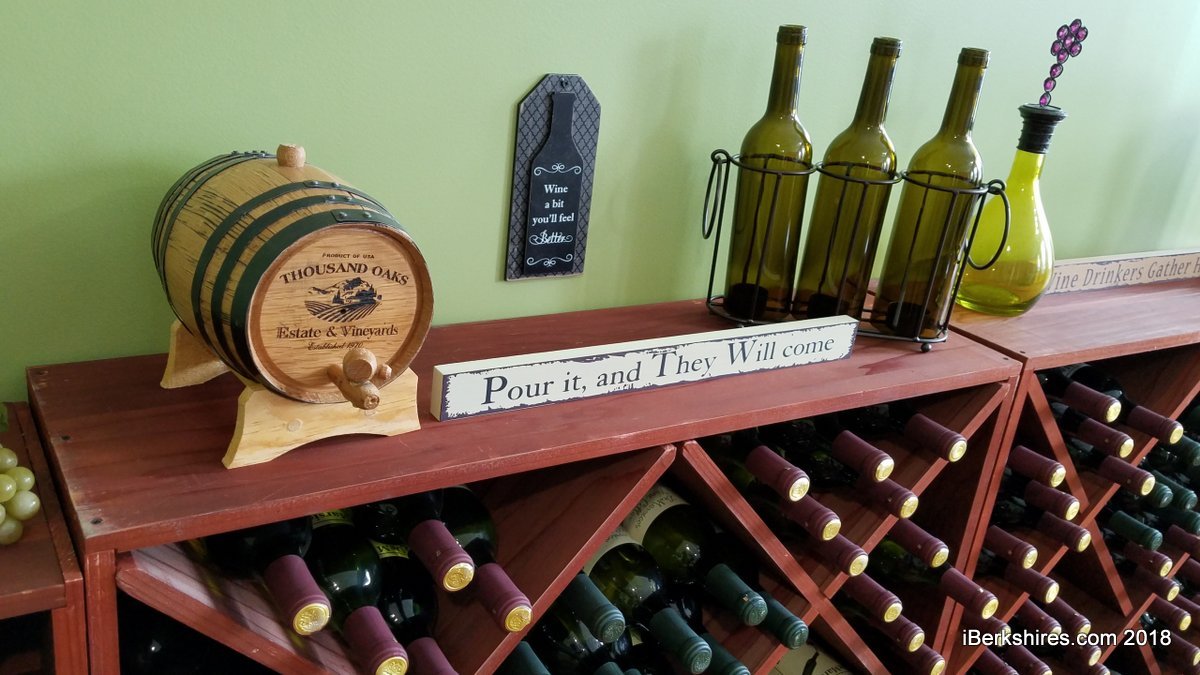 PRODUCT OF USA
THOUSAND OAKS
Estate & Vineyards
Established 1970
Wine
a bit
you'll feel
Better
Pour it, and They Will come
Wine Drinkers Gather
iBerkshires.com 2018